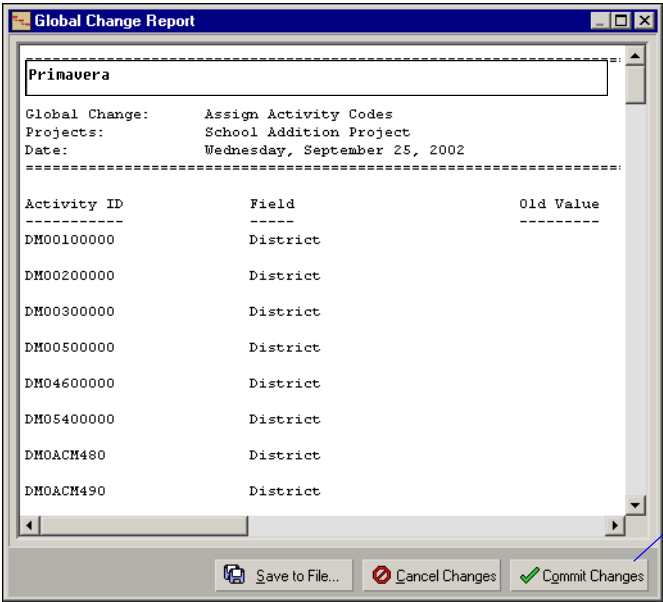 Global Change Report
Primavera
Global Change: Assign Activity Codes
Projects: School Addition Project
Date: Wednesday, September 25, 2002
Activity ID Field Old Value
DM00100000 District
DM00200000 District
DM00300000 District
DM00500000 District
DM04600000 District
DM05400000 District
DM0ACM480 District
DM0ACM490 District
Save to File... Cancel Changes Commit Changes